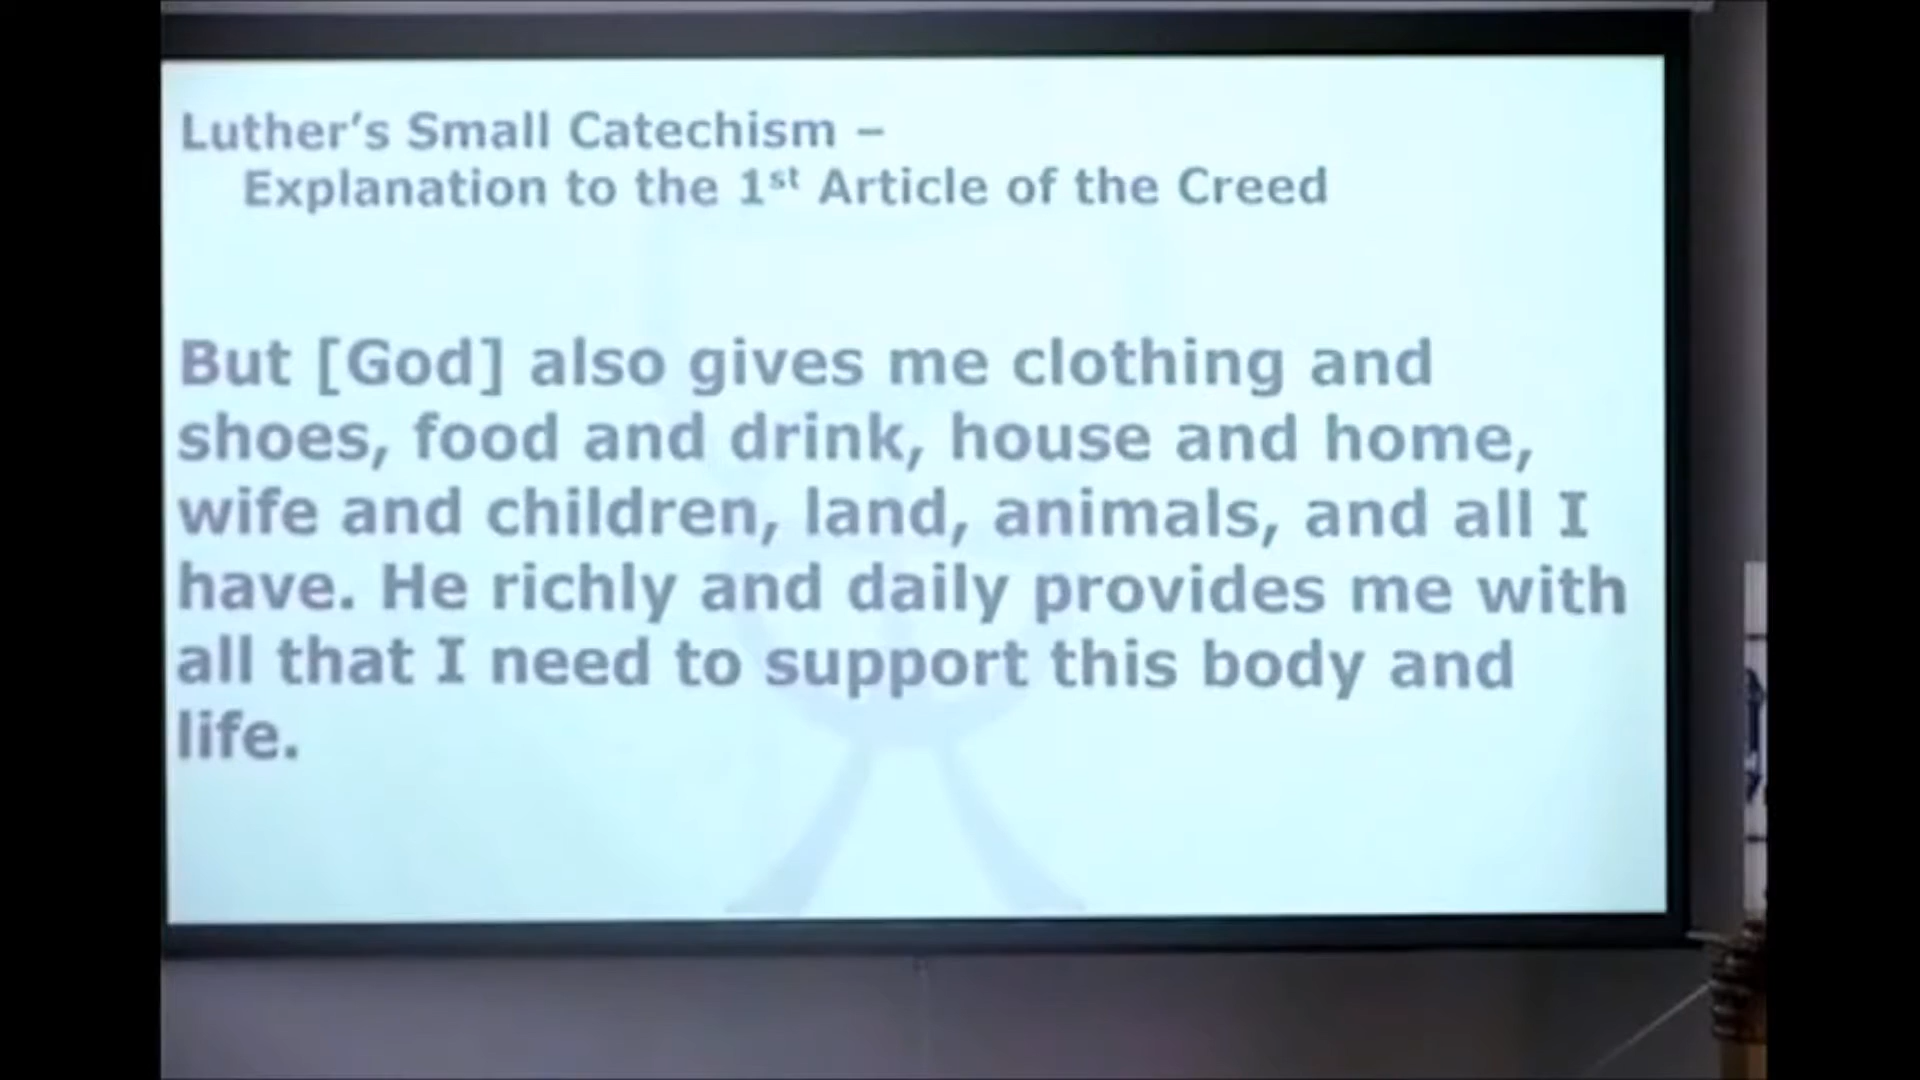 Luther’s Small Catechism –
Explanation to the 1st Article of the Creed
But [God] also gives me clothing and
shoes, food and drink, house and home,
wife and children, land, animals, and all I
have. He richly and daily provides me with
all that I need to support this body and
life.